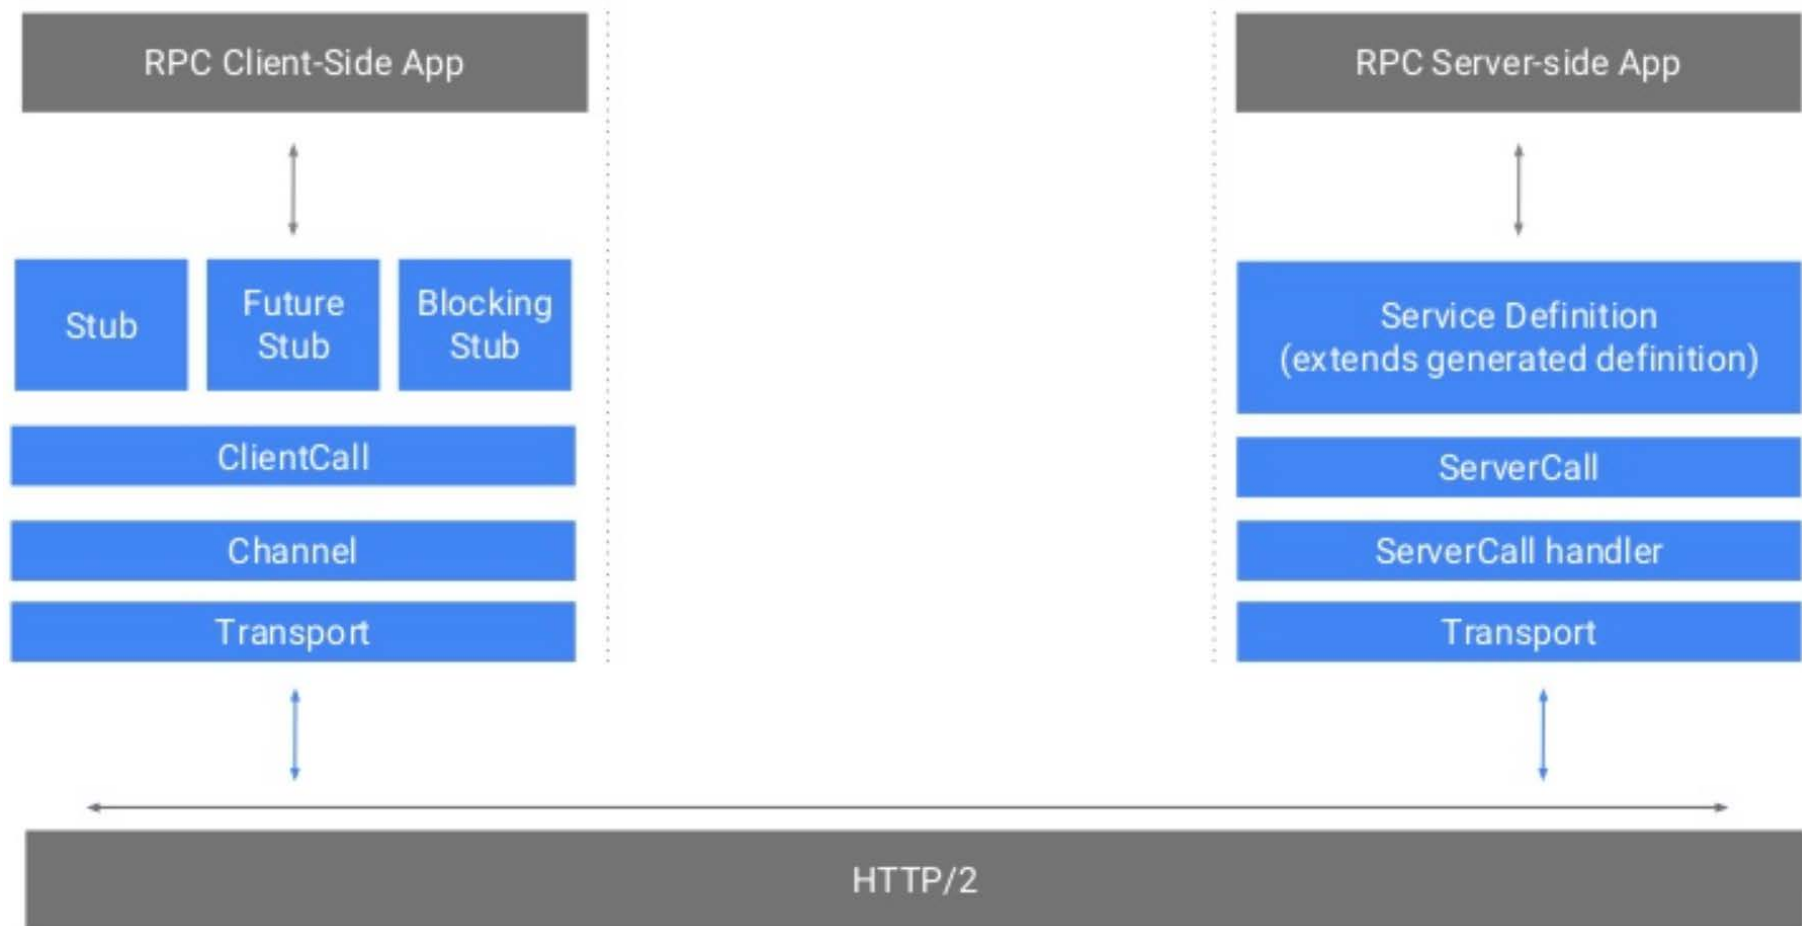 RPC Client-Side App
RPC Server-side App
Stub
Future
Stub
Blocking
Stub
Service Definition
(extends generated definition)
ClientCall
ServerCall
Channel
ServerCall handler
Transport
Transport
HTTP/2